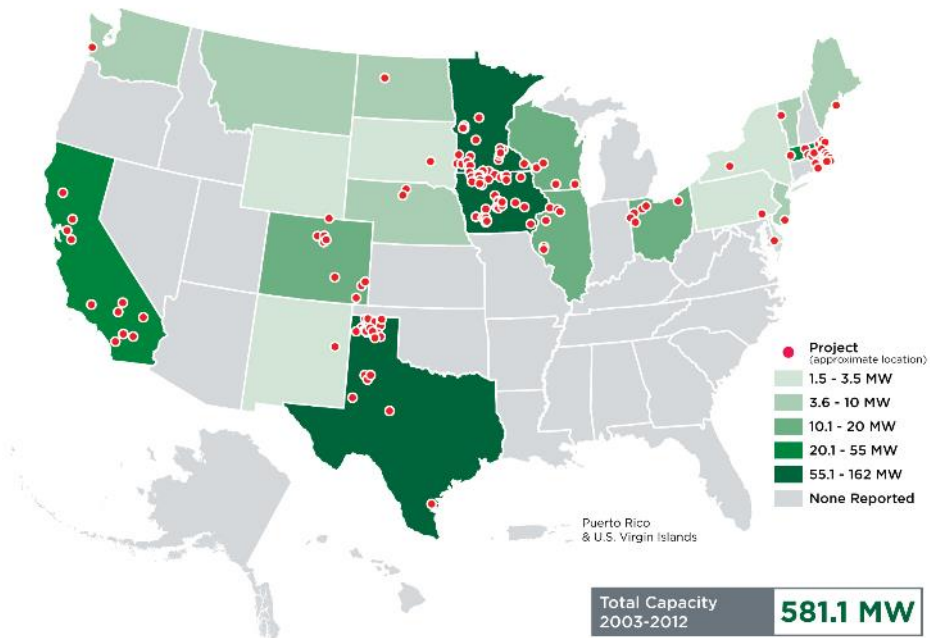 Project
(approximate location)
1.5 - 3.5 MW
3.6 - 10 MW
10.1 - 20 MW
20.1 - 55 MW
55.1 - 162 MW
None Reported
Puerto Rico
& U.S. Virgin Islands
Total Capacity
2003-2012
581.1 MW